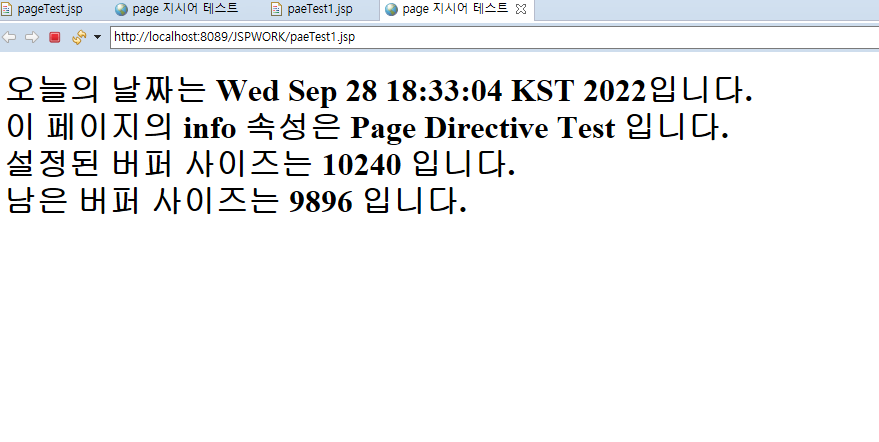 pageTest.jsp page 지시어 테스트 paeTest1.jsp page 지시어 테스트
http://localhost:8089/JSPWORK/paeTest1.jsp
오늘의 날짜는 Wed Sep 28 18:33:04 KST 2022입니다.
이 페이지의 info 속성은 Page Directive Test 입니다.
설정된 버퍼 사이즈는 10240 입니다.
남은 버퍼 사이즈는 9896 입니다.